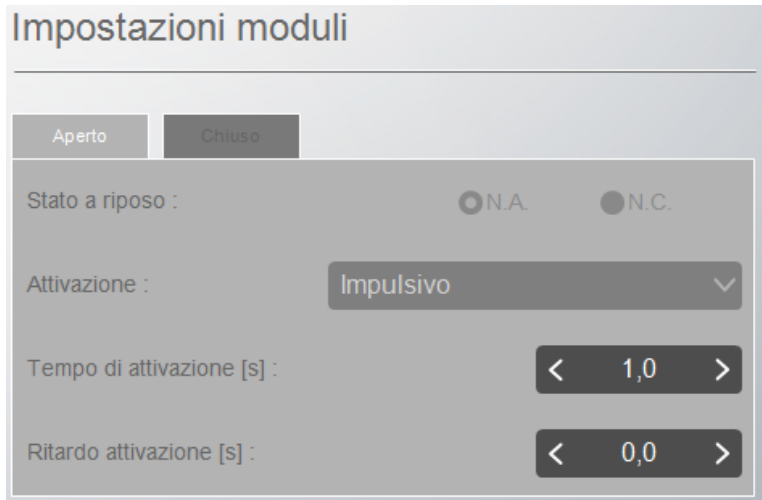 Impostazioni moduli
Aperto Chiuso
Stato a riposo : N.A. N.C.
Attivazione : Impulsivo
Tempo di attivazione [s] : < 1,0 >
Ritardo attivazione [s] : < 0,0 >